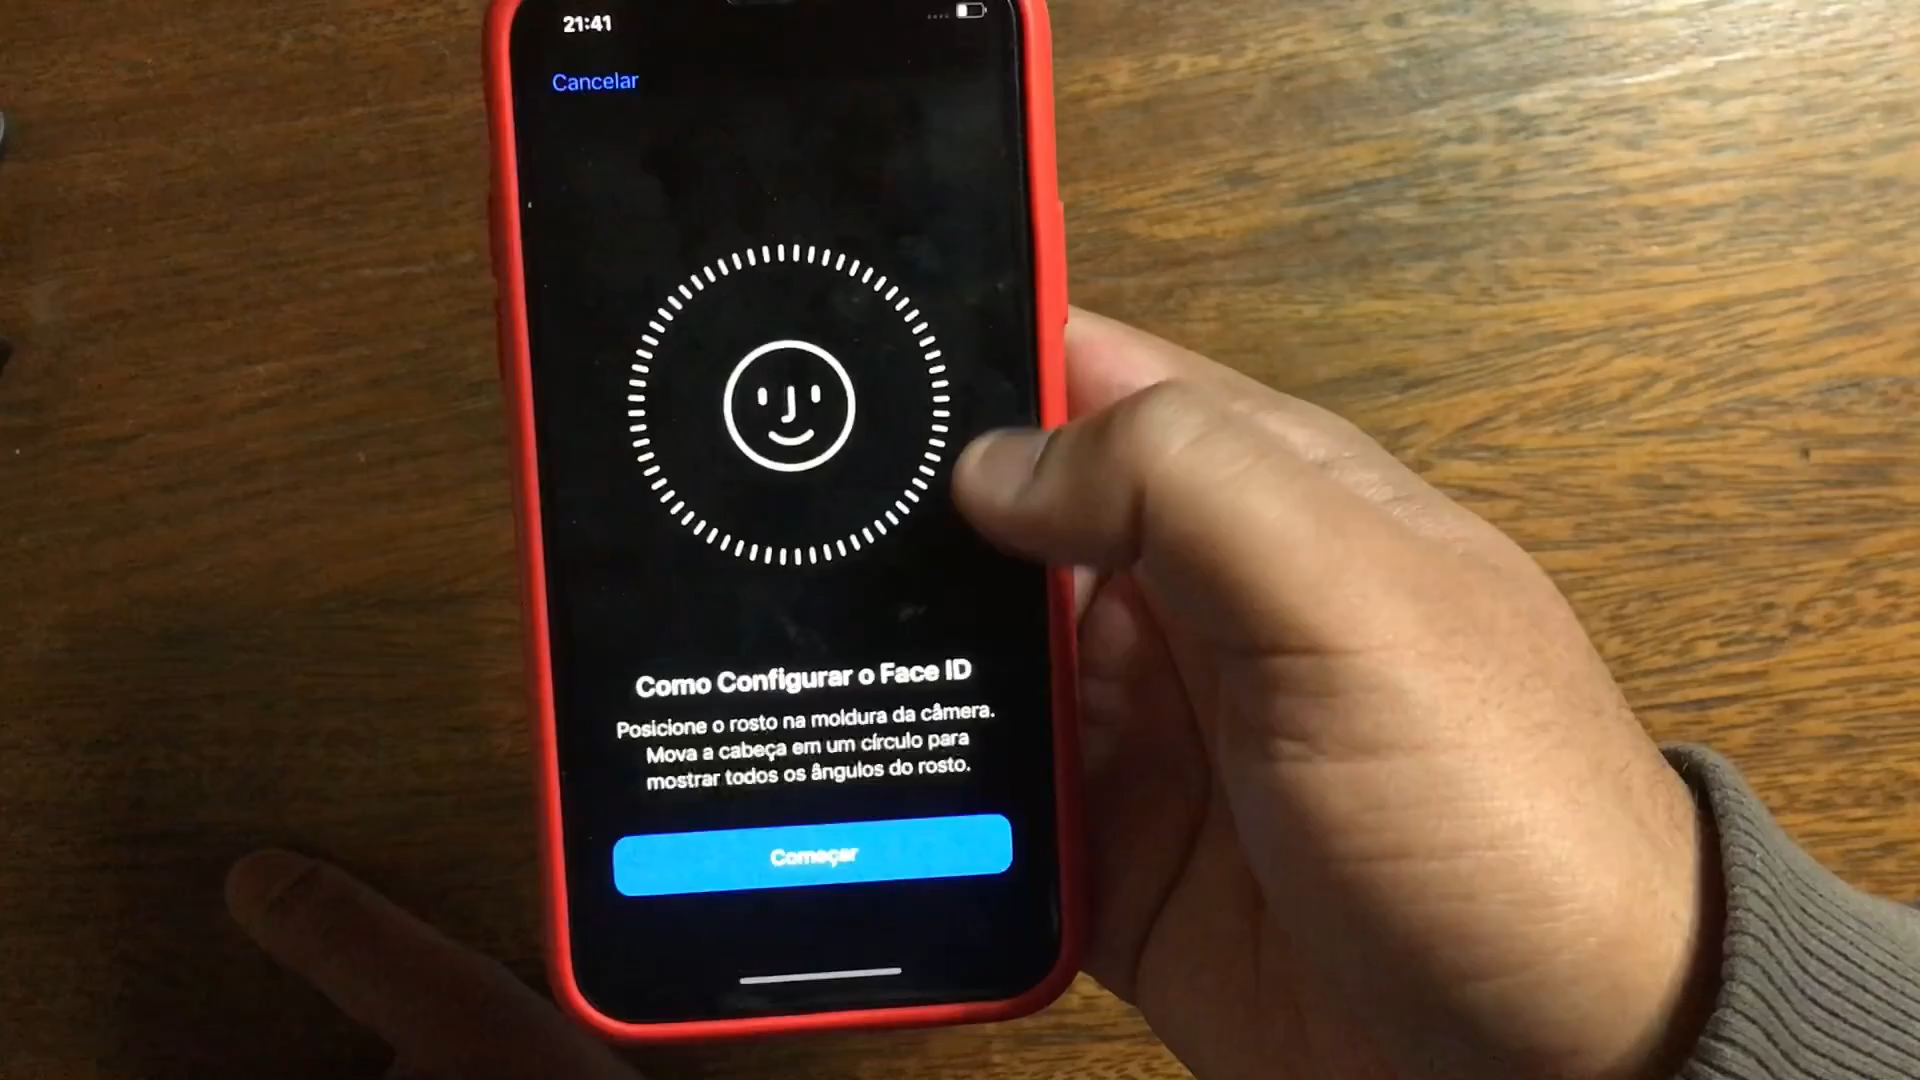 21:41
Cancelar
Como Configurar o Face ID
Posicione o rosto na moldura da câmera.
Mova a cabeça em um círculo para
mostrar todos os ângulos do rosto.
Começar